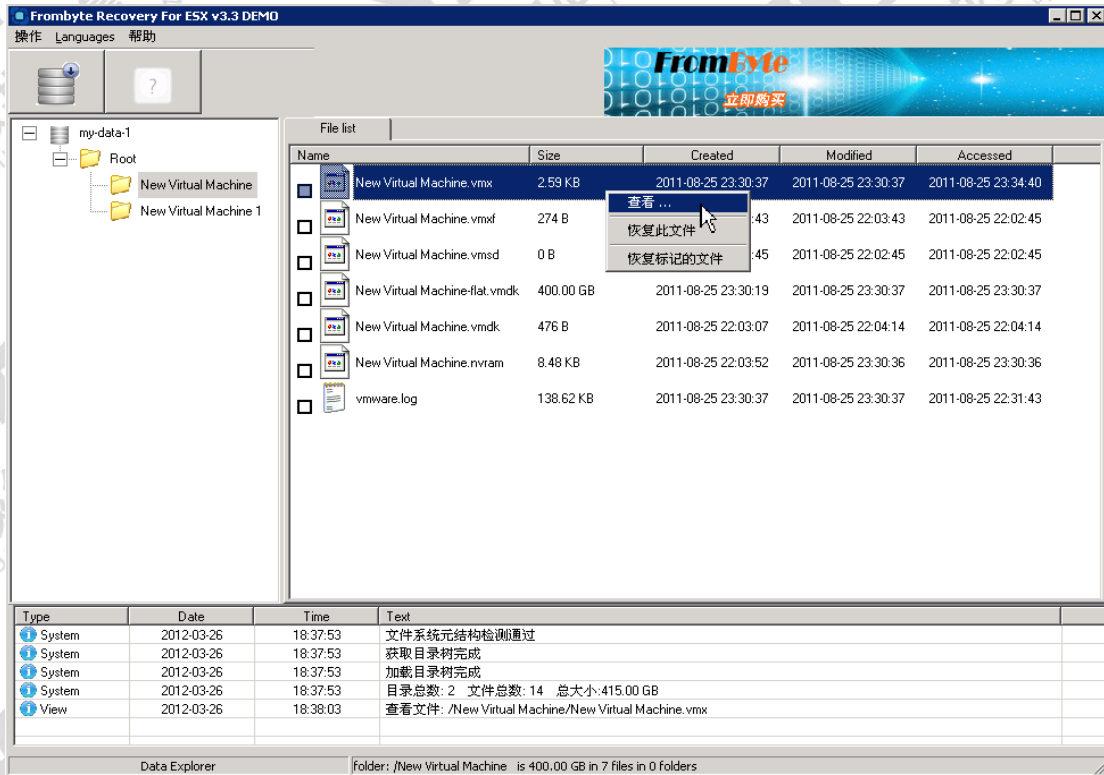 Frombyte Recovery For ESX v3.3 DEMO
操作 Languages 帮助
FromByte
立即购买
?
my-data-1
Root
New Virtual Machine
New Virtual Machine 1
File list
Name Size Created Modified Accessed
New Virtual Machine.vmx 2.59 KB 2011-08-25 23:30:37 2011-08-25 23:30:37 2011-08-25 23:34:40
New Virtual Machine.vmxf 274 B :43 2011-08-25 22:03:43 2011-08-25 22:02:45
New Virtual Machine.vmsd 0 B :45 2011-08-25 22:02:45 2011-08-25 22:02:45
New Virtual Machine-flat.vmdk 400.00 GB 2011-08-25 23:30:19 2011-08-25 23:30:37 2011-08-25 23:30:37
New Virtual Machine.vmdk 476 B 2011-08-25 22:03:07 2011-08-25 22:04:14 2011-08-25 22:04:14
New Virtual Machine.nvram 8.48 KB 2011-08-25 22:03:52 2011-08-25 23:30:36 2011-08-25 23:30:36
vmware.log 138.62 KB 2011-08-25 23:30:37 2011-08-25 23:30:37 2011-08-25 22:31:43
查看 ...
恢复此文件
恢复标记的文件
Type Date Time Text
System 2012-03-26 18:37:53 文件系统元结构检测通过
System 2012-03-26 18:37:53 获取目录树完成
System 2012-03-26 18:37:53 加载目录树完成
System 2012-03-26 18:37:53 目录总数: 2 文件总数: 14 总大小:415.00 GB
View 2012-03-26 18:38:03 查看文件: /New Virtual Machine/New Virtual Machine.vmx
Data Explorer folder: /New Virtual Machine is 400.00 GB in 7 files in 0 folders